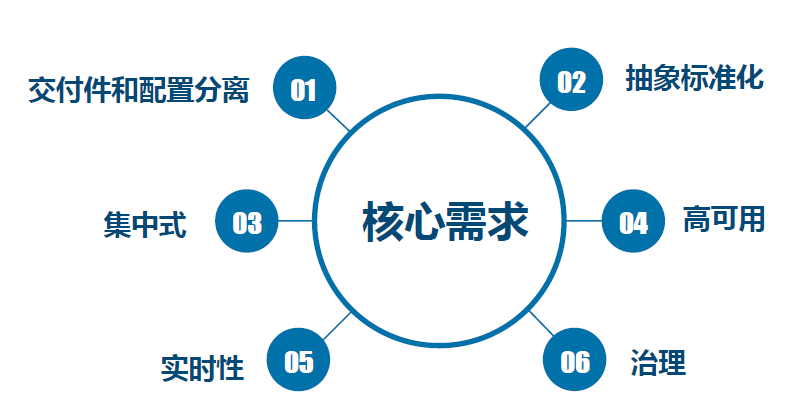 01
交付件和配置分离
02
抽象标准化
03
集中式
核心需求
04
高可用
05
实时性
06
治理